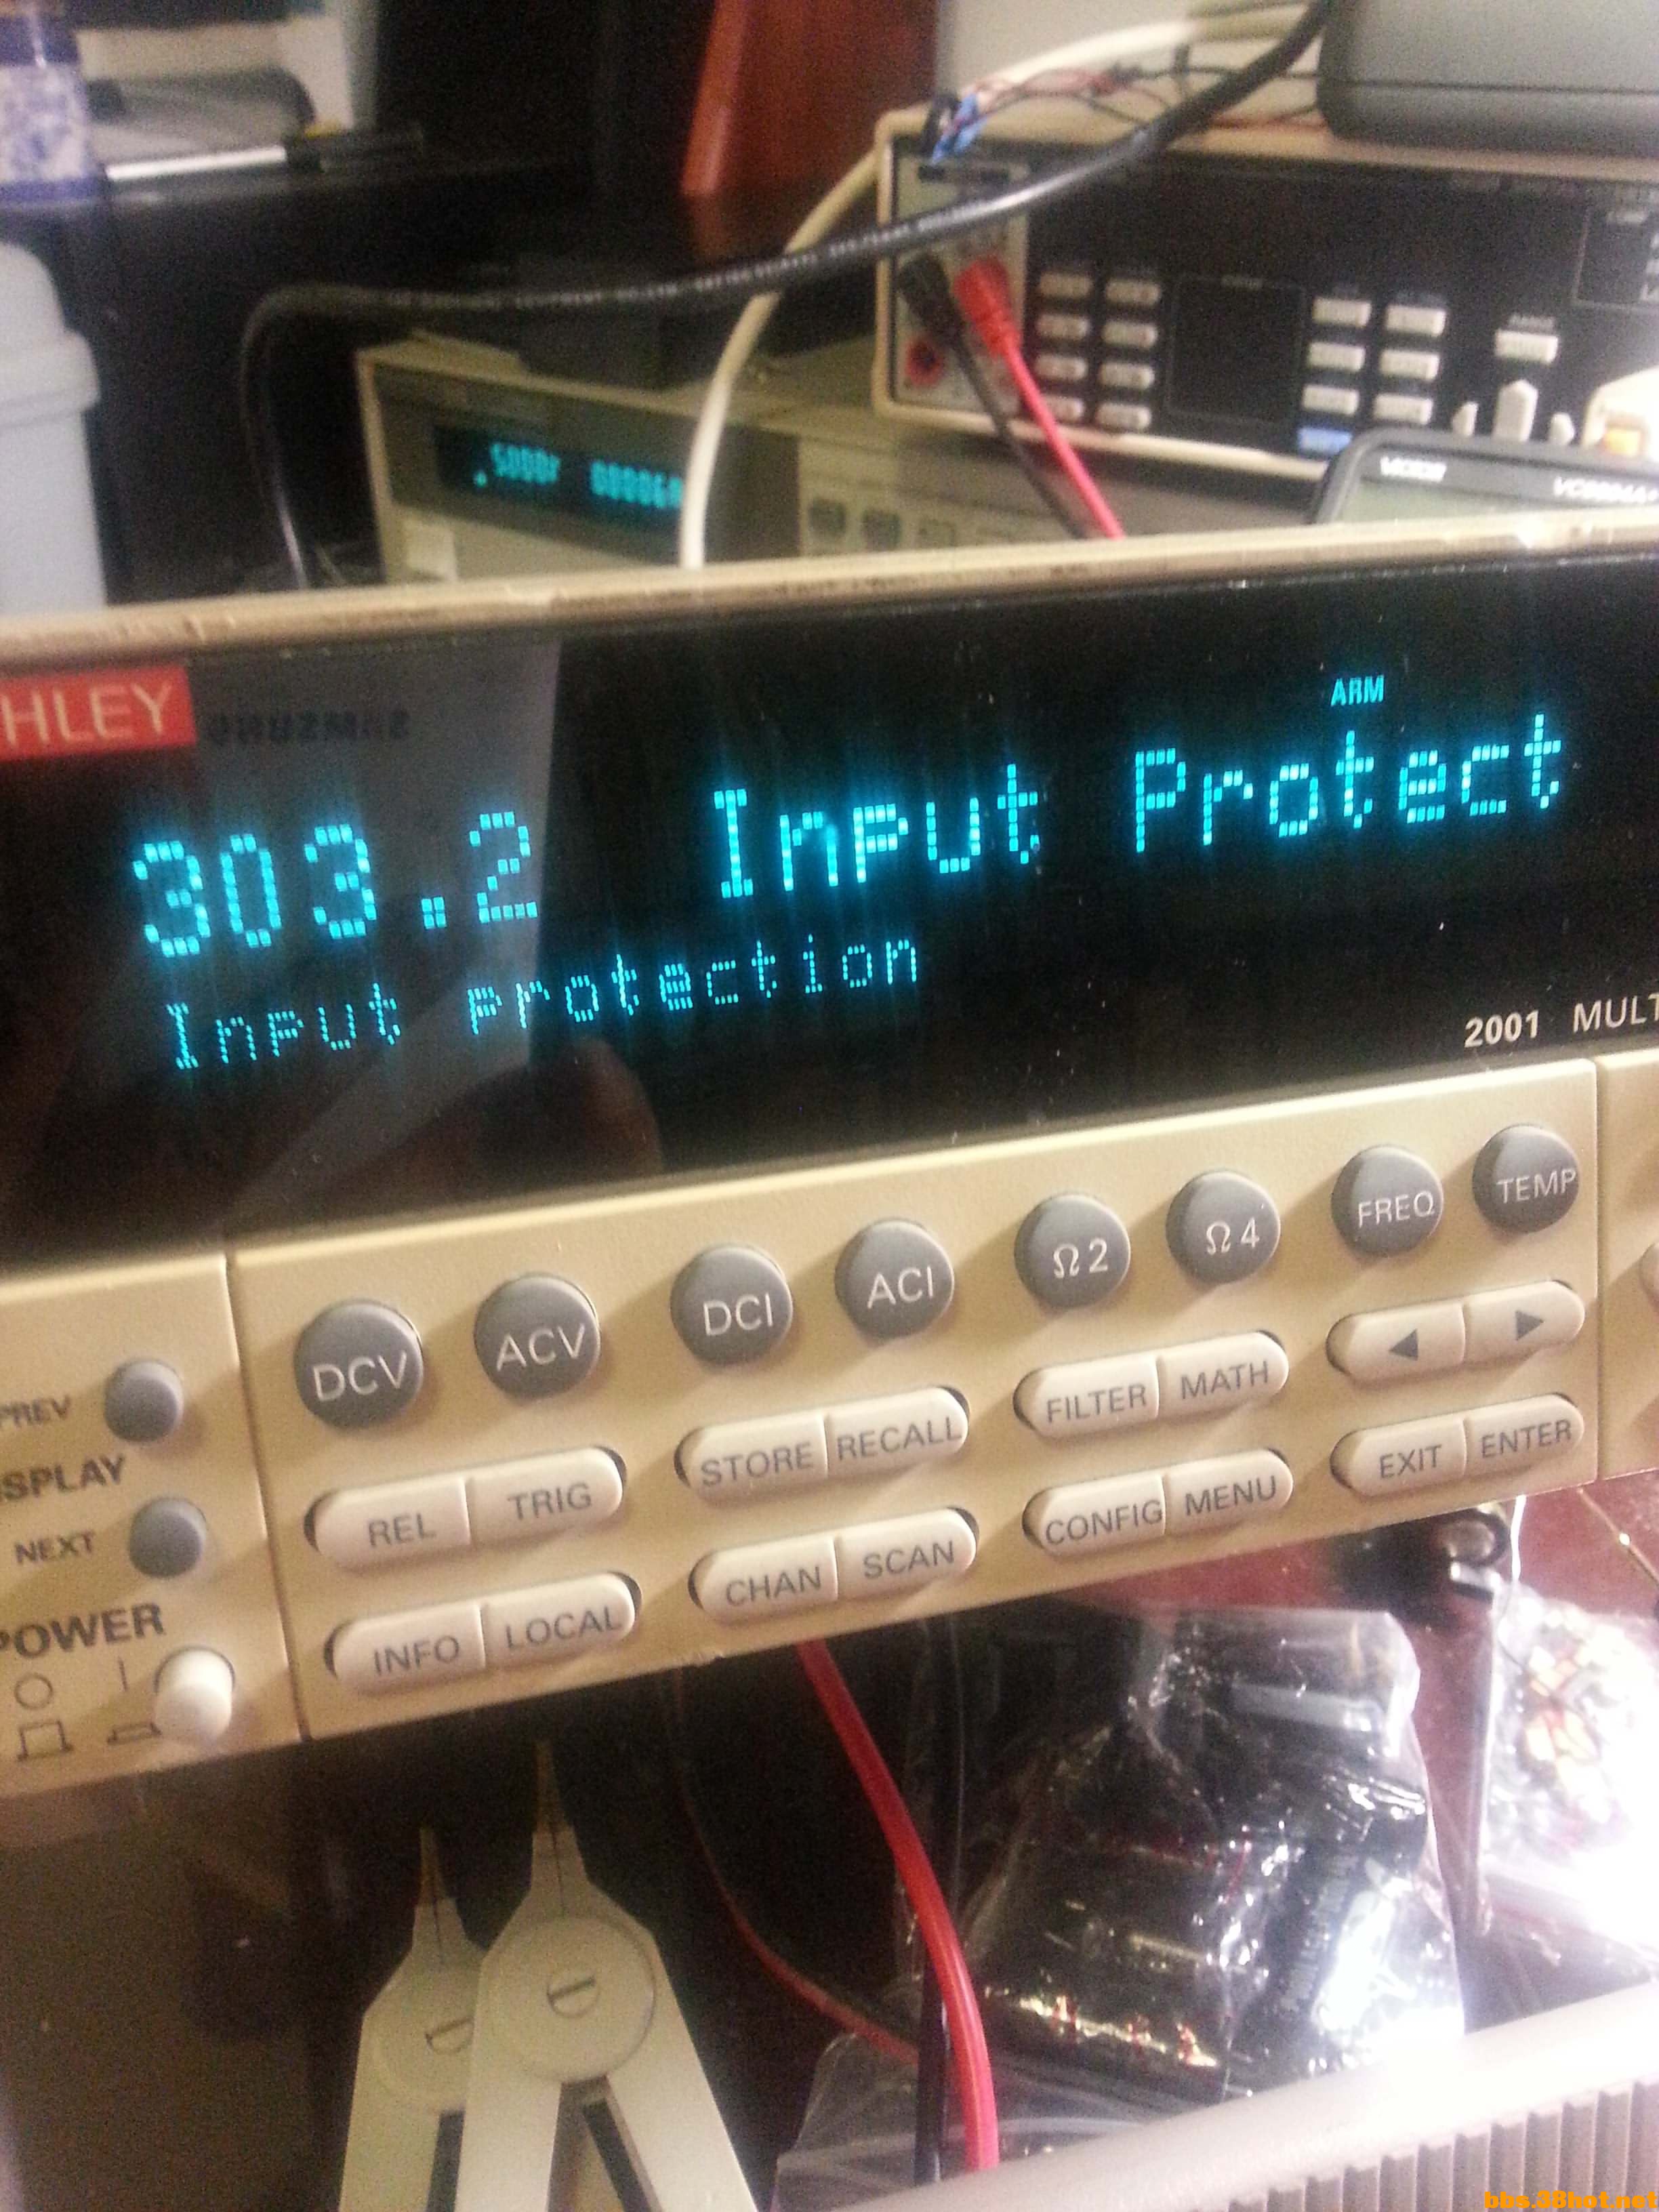 HLEY
ARM
303.2 Input Protect
Input protection
2001 MULT
DCV ACV DCI ACI Ω2 Ω4 FREQ TEMP
PREV
REL TRIG STORE RECALL FILTER MATH ◀ ▶
ISPLAY
NEXT
INFO LOCAL CHAN SCAN CONFIG MENU EXIT ENTER
POWER
bbs.38hot.net